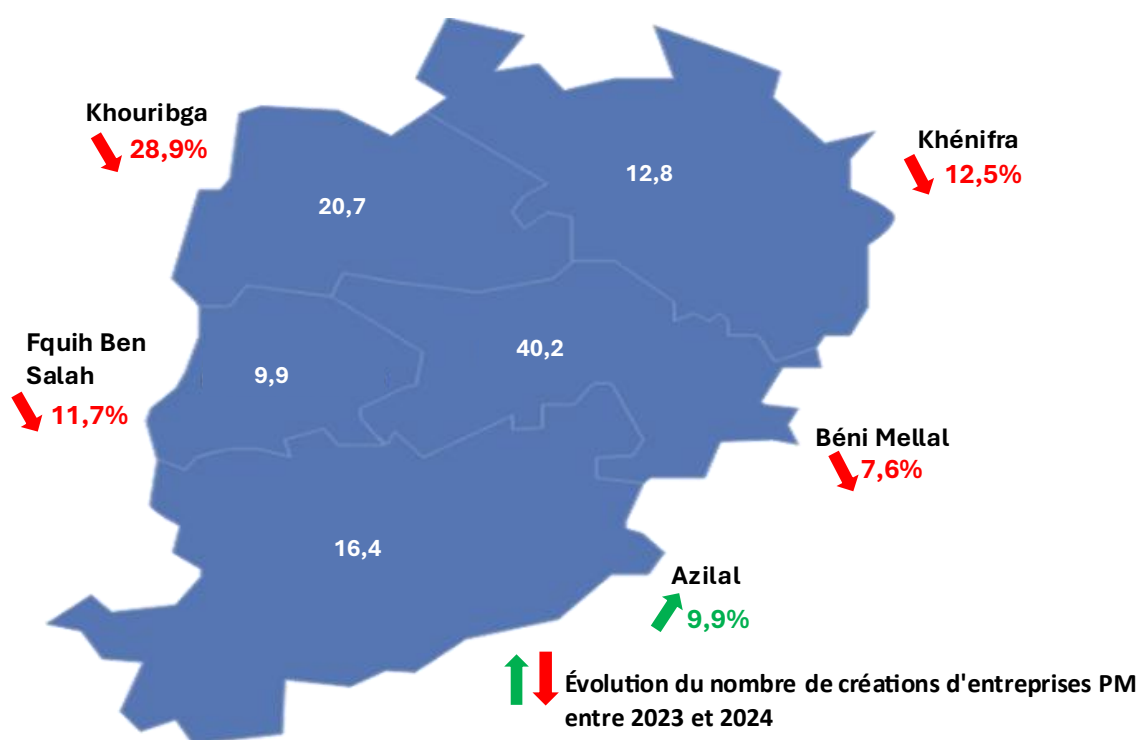 Khouribga
28,9%
Khénifra
12,5%
12,8
20,7
Fquih Ben
Salah
11,7%
9,9
40,2
Béni Mellal
7,6%
16,4
Azilal
9,9%
Évolution du nombre de créations d'entreprises PM
entre 2023 et 2024